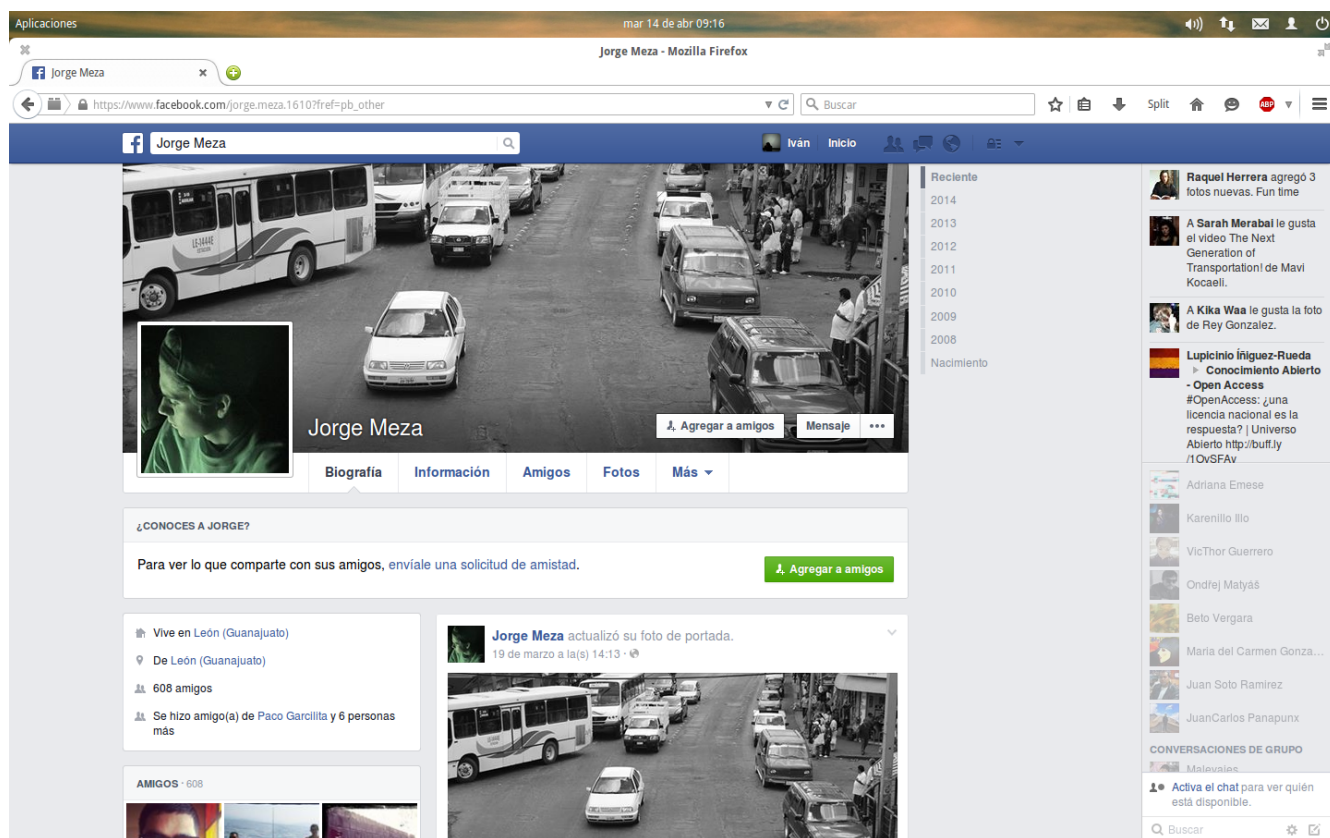 Aplicaciones
mar 14 de abr 09:16
Jorge Meza - Mozilla Firefox
Jorge Meza
https://www.facebook.com/jorge.meza.1610?fref=pb_other
Buscar
Split
ABP
Jorge Meza
Iván Inicio
LE-1444E
Jorge Meza
Agregar a amigos
Mensaje
Biografía
Información
Amigos
Fotos
Más
Reciente
2014
2013
2012
2011
2010
2009
2008
Nacimiento
¿CONOCES A JORGE?
Para ver lo que comparte con sus amigos, envíale una solicitud de amistad.
Agregar a amigos
Vive en León (Guanajuato)
De León (Guanajuato)
608 amigos
Se hizo amigo(a) de Paco Garcilita y 6 personas
más
AMIGOS · 608
Jorge Meza actualizó su foto de portada.
19 de marzo a la(s) 14:13 ·
Raquel Herrera agregó 3
fotos nuevas. Fun time
A Sarah Merabai le gusta
el video The Next
Generation of
Transportation! de Mavi
Kocaeli.
A Kika Waa le gusta la foto
de Rey Gonzalez.
Lupicinio Íñiguez-Rueda
Conocimiento Abierto
- Open Access
#OpenAccess: ¿una
licencia nacional es la
respuesta? | Universo
Abierto http://buff.ly
/1OvSFAv
Adriana Emese
Karenillo Illo
VicThor Guerrero
Ondřej Matyáš
Beto Vergara
Maria del Carmen Gonza...
Juan Soto Ramirez
JuanCarlos Panapunx
CONVERSACIONES DE GRUPO
Malevajes
Activa el chat para ver quién
está disponible.
Buscar